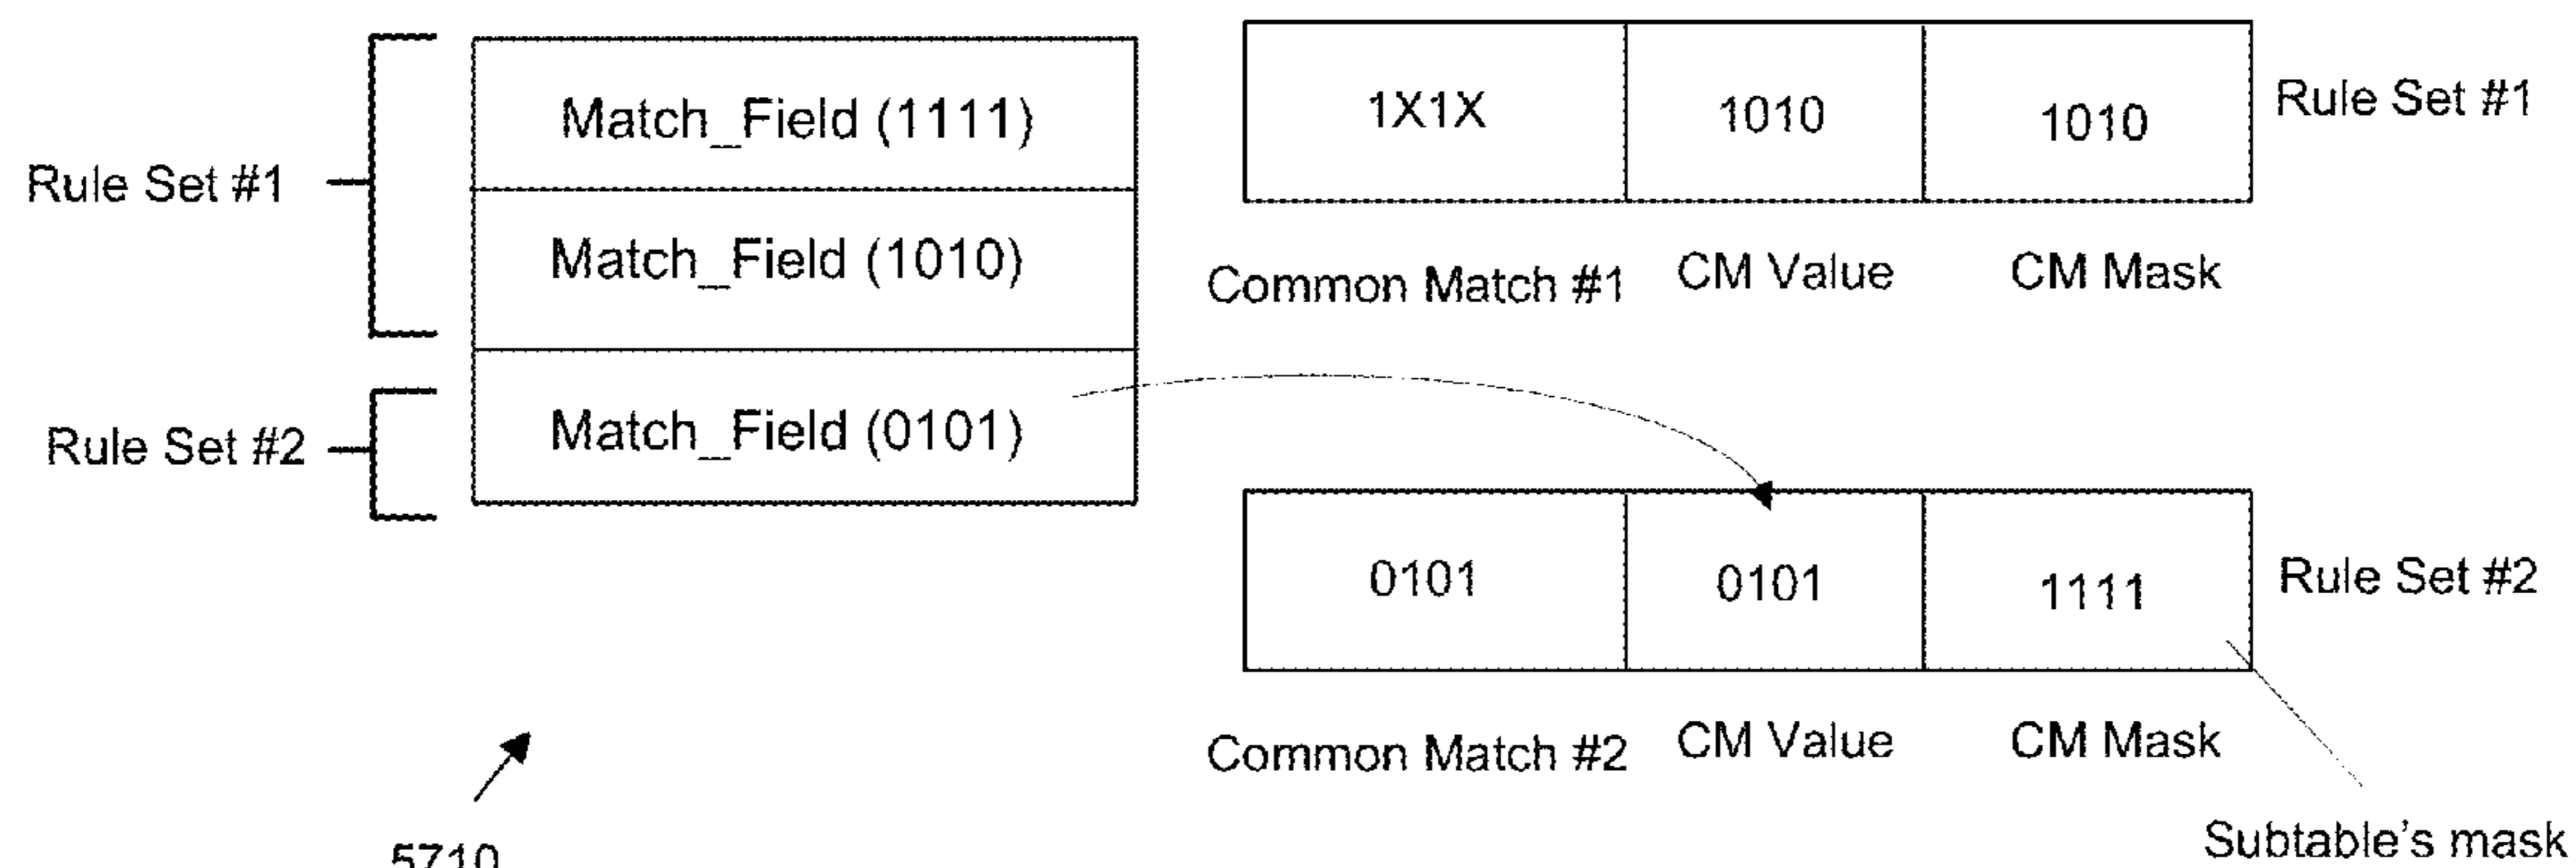 Rule Set #1
Match_Field (1111)
Match_Field (1010)
Rule Set #2
Match_Field (0101)
5710
1X1X 1010 1010 Rule Set #1
Common Match #1 CM Value CM Mask
0101 0101 1111 Rule Set #2
Common Match #2 CM Value CM Mask
Subtable's mask